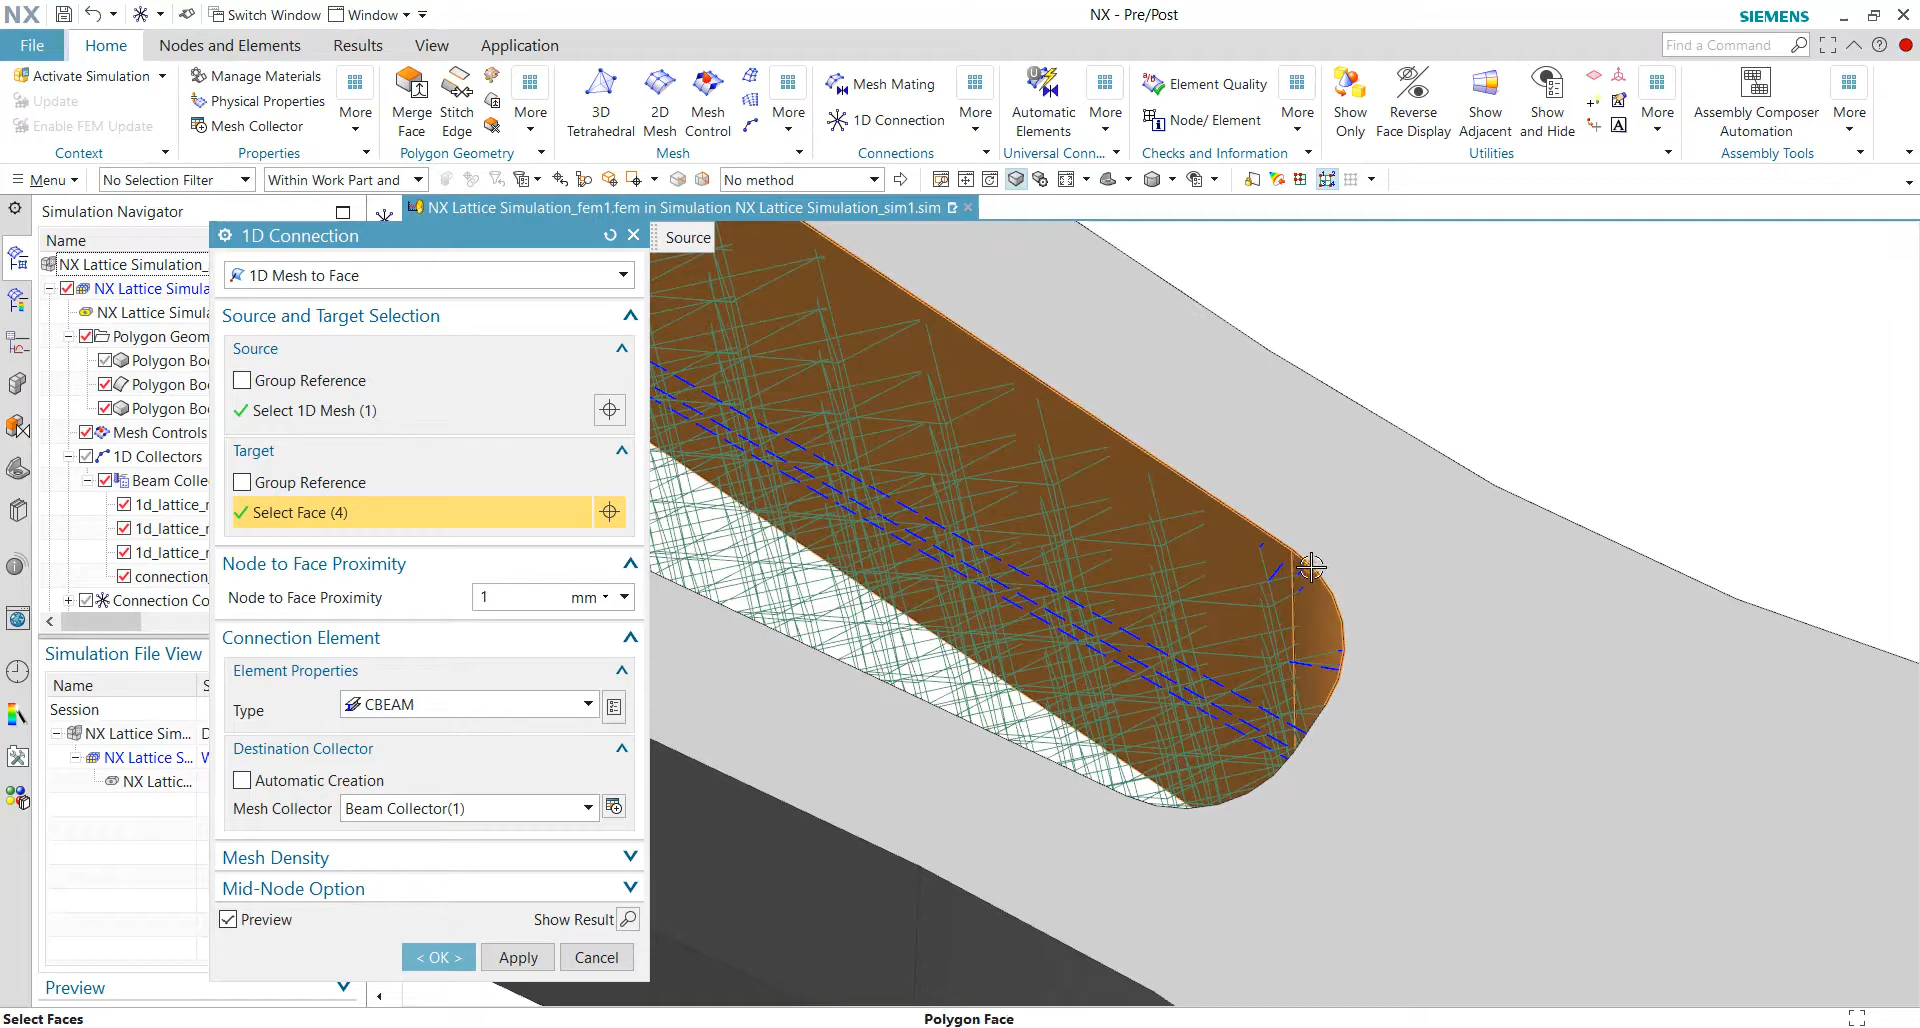 NX
Switch Window
Window
NX - Pre/Post
SIEMENS
File
Home
Nodes and Elements
Results
View
Application
Find a Command
Activate Simulation
Update
Enable FEM Update
Context
Manage Materials
Physical Properties
Mesh Collector
More
Properties
Merge
Face
Stitch
Edge
More
Polygon Geometry
3D
Tetrahedral
2D
Mesh
Mesh
Control
More
Mesh
Mesh Mating
1D Connection
More
Connections
Automatic
Elements
More
Universal Conn...
Element Quality
Node/ Element
More
Checks and Information
Show
Only
Reverse
Face Display
Show
Adjacent
Show
and Hide
More
Utilities
Assembly Composer
Automation
More
Assembly Tools
Menu
No Selection Filter
Within Work Part and
No method
Simulation Navigator
NX Lattice Simulation_fem1.fem in Simulation NX Lattice Simulation_sim1.sim
Name
NX Lattice Simulation_
NX Lattice Simula
NX Lattice Simula
Polygon Geom
Polygon Bo
Polygon Bo
Polygon Bo
Mesh Controls
1D Collectors
Beam Colle
1d_lattice_r
1d_lattice_r
1d_lattice_r
connection_
Connection Co
Simulation File View
Name
S
Session
NX Lattice Sim...
D
NX Lattice S...
W
NX Lattic...
Preview
1D Connection
Source
1D Mesh to Face
Source and Target Selection
Source
Group Reference
Select 1D Mesh (1)
Target
Group Reference
Select Face (4)
Node to Face Proximity
Node to Face Proximity
1
mm
Connection Element
Element Properties
Type
CBEAM
Destination Collector
Automatic Creation
Mesh Collector
Beam Collector(1)
Mesh Density
Mid-Node Option
Preview
Show Result
< OK >
Apply
Cancel
Select Faces
Polygon Face